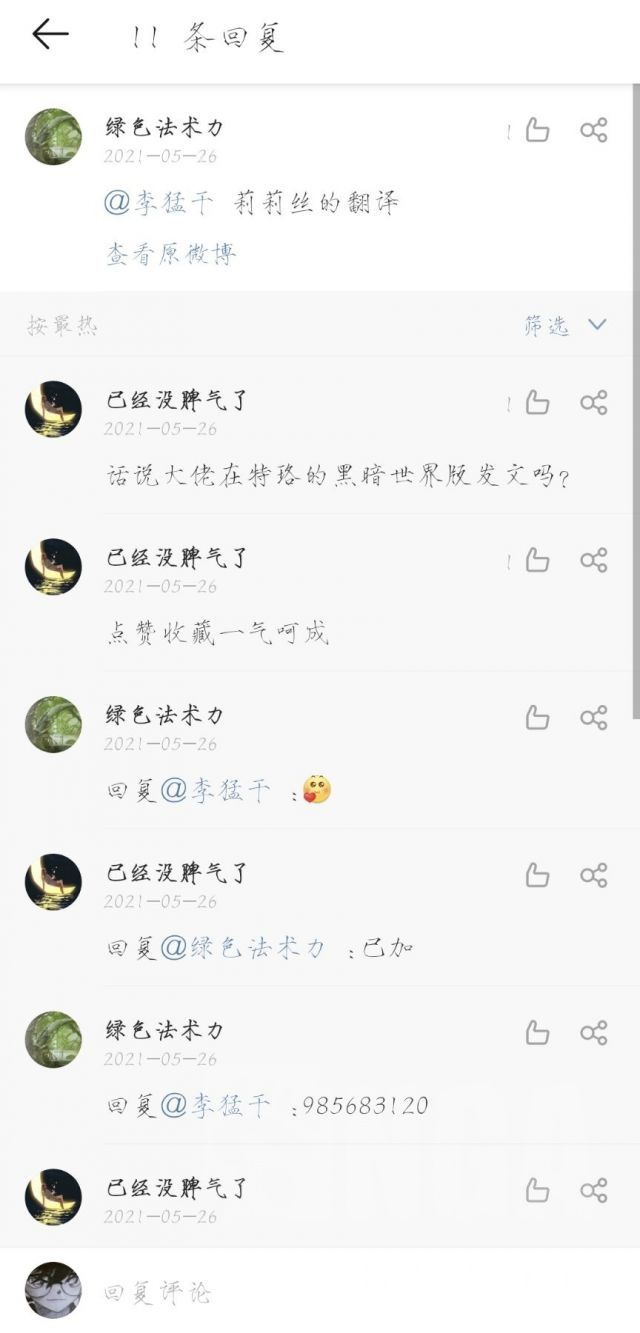 11 条回复
绿色法术力
1
2021-05-26
@李猛干 莉莉丝的翻译
查看原微博
按最热
筛选
已经没脾气了
1
2021-05-26
话说大佬在特珞的黑暗世界版发文吗?
已经没脾气了
1
2021-05-26
点赞收藏一气呵成
绿色法术力
2021-05-26
回复@李猛干 :
已经没脾气了
2021-05-26
回复@绿色法术力 :已加
绿色法术力
2021-05-26
回复@李猛干 :985683120
已经没脾气了
2021-05-26
回复评论